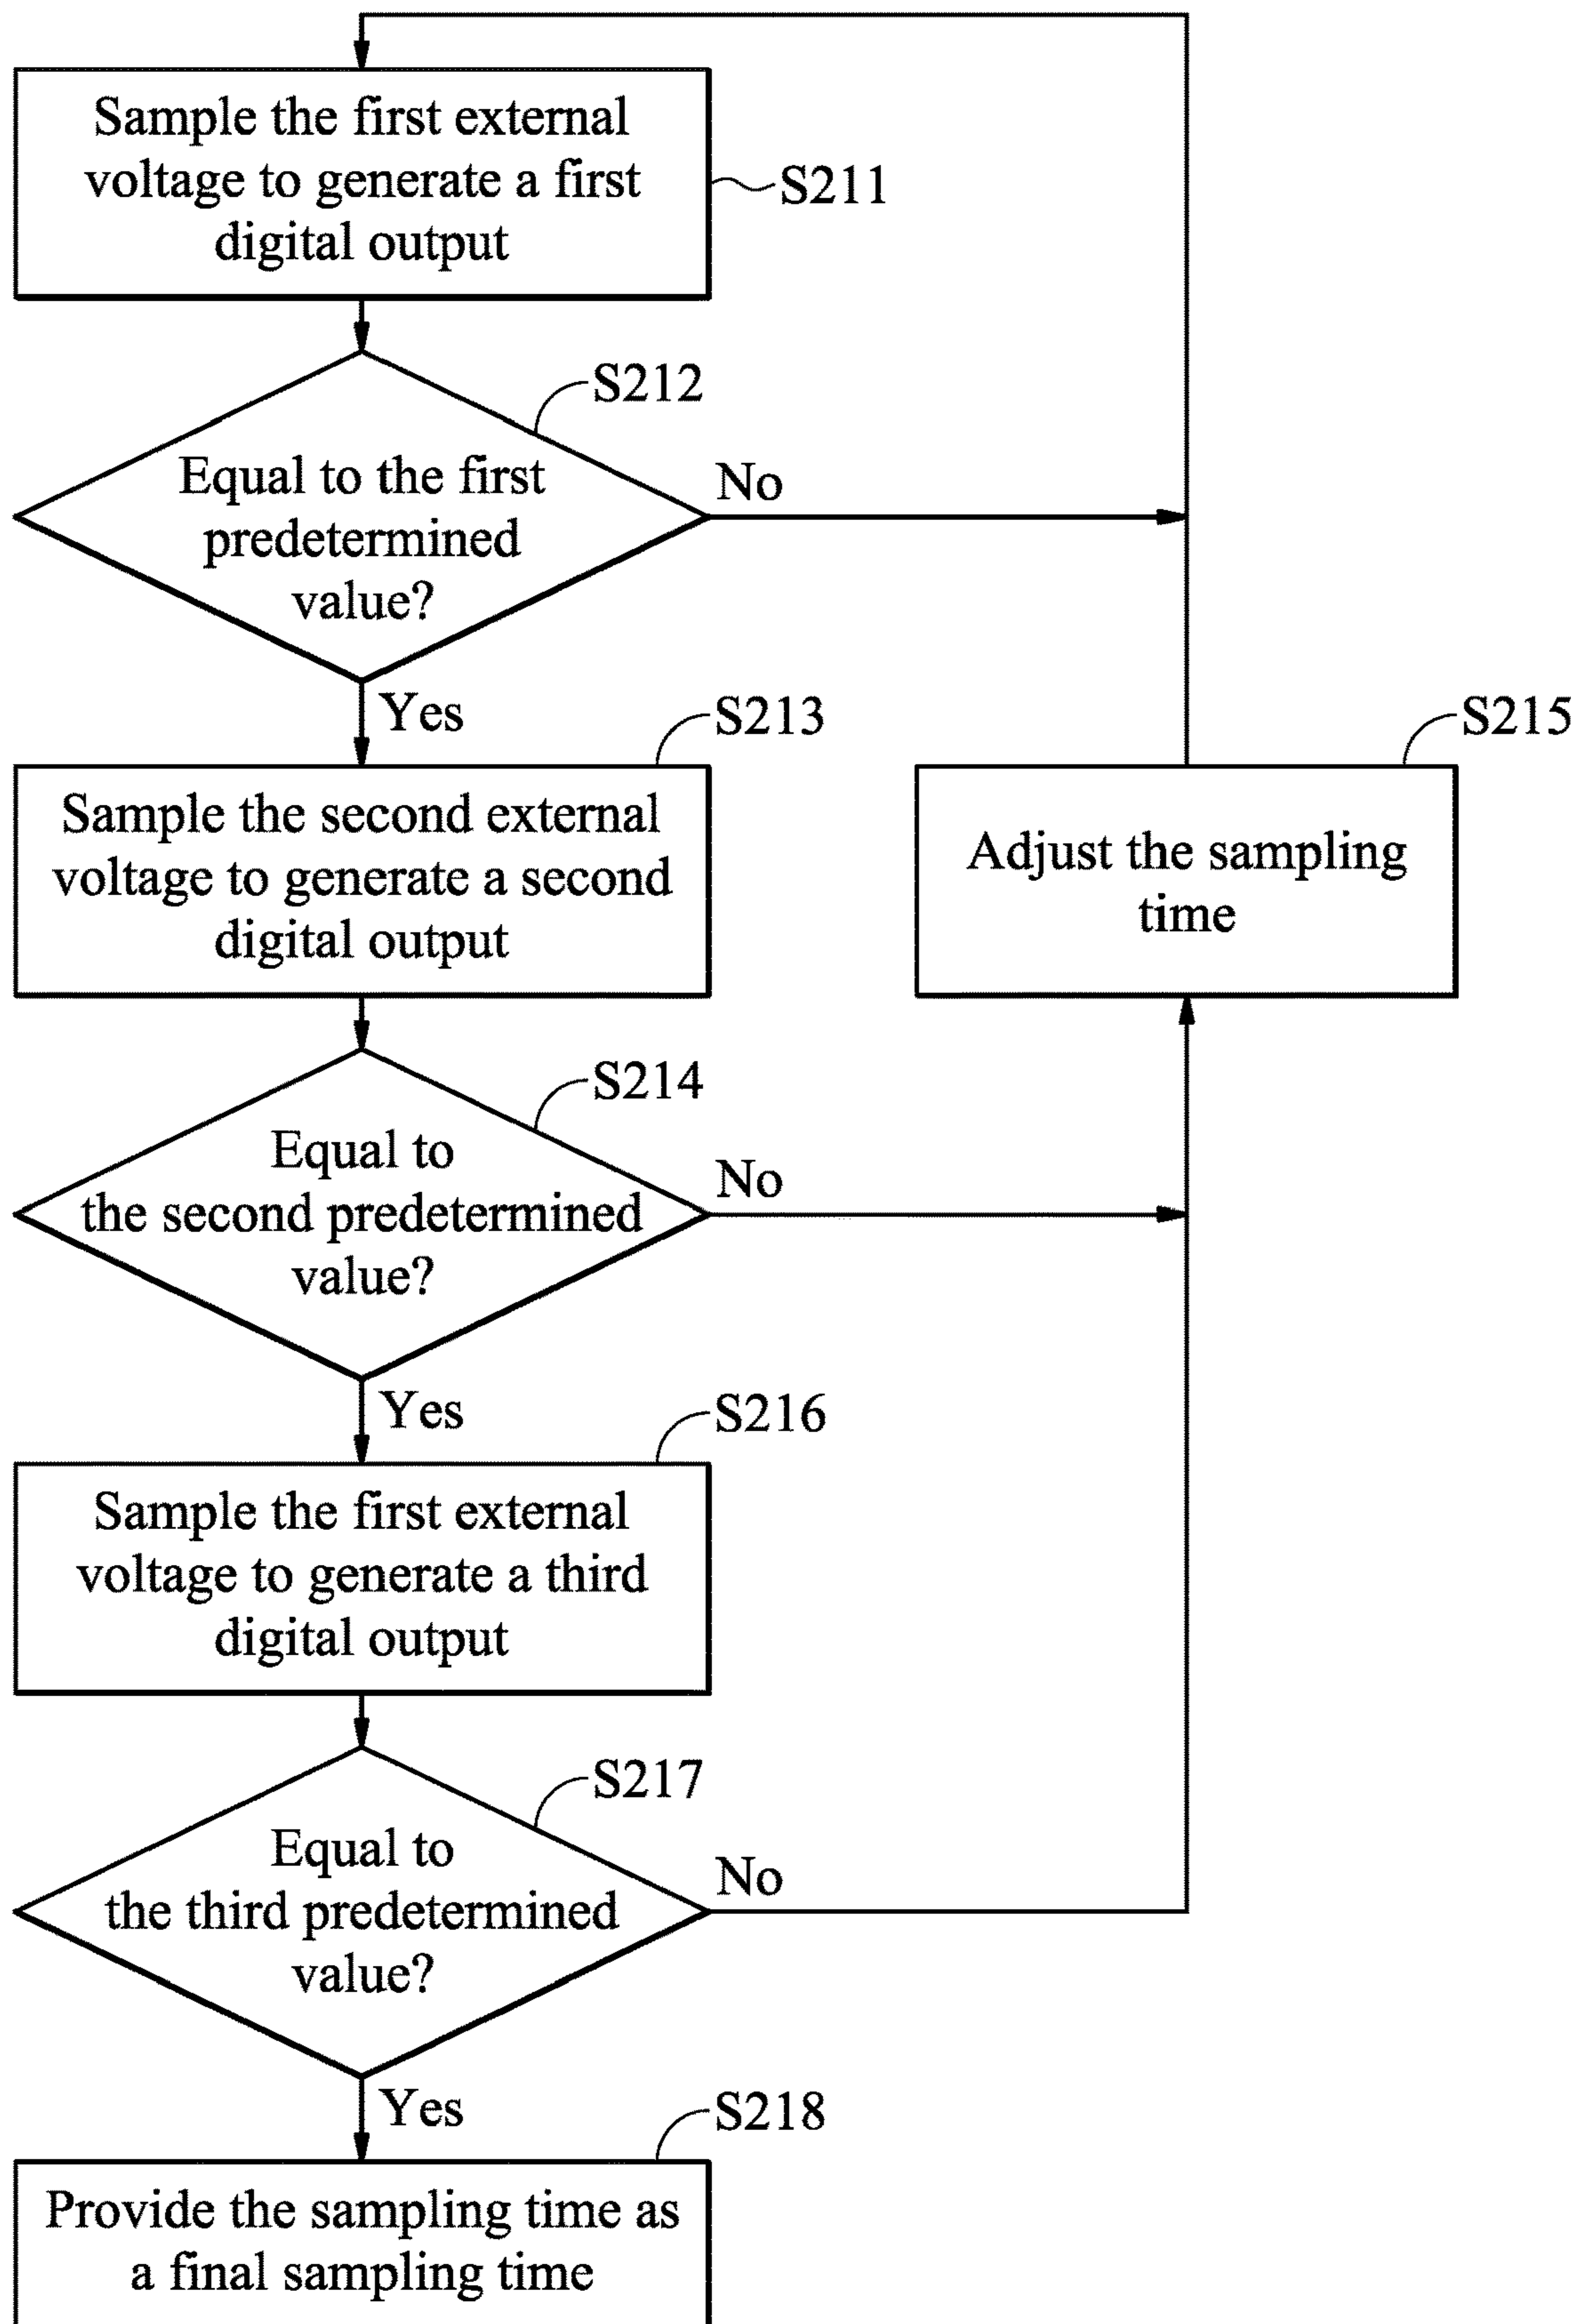 Sample the first external
voltage to generate a first
digital output
S211
S212
Equal to the first
predetermined
value?
No
Yes
S213
Sample the second external
voltage to generate a second
digital output
S215
Adjust the sampling
time
S214
Equal to
the second predetermined
value?
No
Yes
S216
Sample the first external
voltage to generate a third
digital output
S217
Equal to
the third predetermined
value?
No
Yes
S218
Provide the sampling time as
a final sampling time